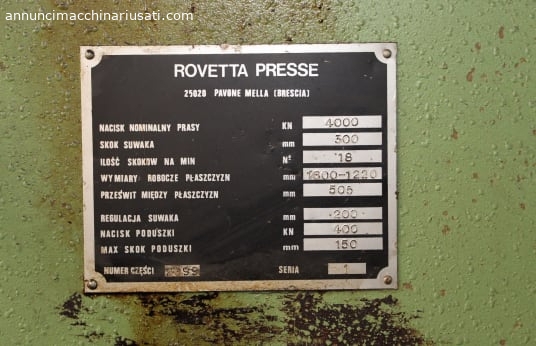 annuncimacchinariusati.com
ROVETTA PRESSE
25020 PAVONE MELLA (BRESCIA)
NACISK NOMINALNY PRASY KN 4000
SKOK SUWAKA mm 300
ILOŚĆ SKOKÓW NA MIN Nº 18
WYMIARY ROBOCZE PŁASZCZYZN mm 1600-1220
PRZEŚWIT MIĘDZY PŁASZCZYZN mm 505
REGULACJA SUWAKA mm 200
NACISK PODUSZKI KN 400
MAX SKOK PODUSZKI mm 150
NUMER CZĘŚCI SERIA 1